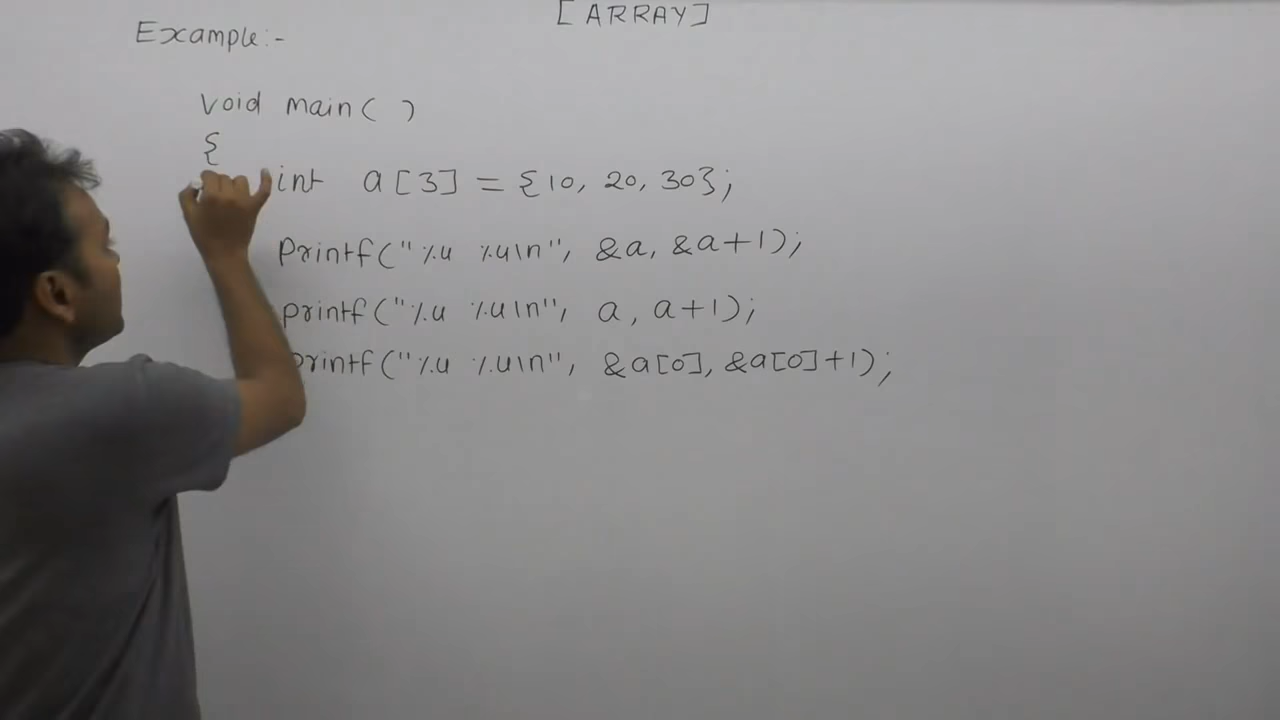 [ARRAY]
Example:-
void main( )
{
int a[3] = {10, 20, 30};
Printf("%u %u\n", &a, &a+1);
printf("%u %u\n", a, a+1);
printf("%u %u\n", &a[0], &a[0]+1);